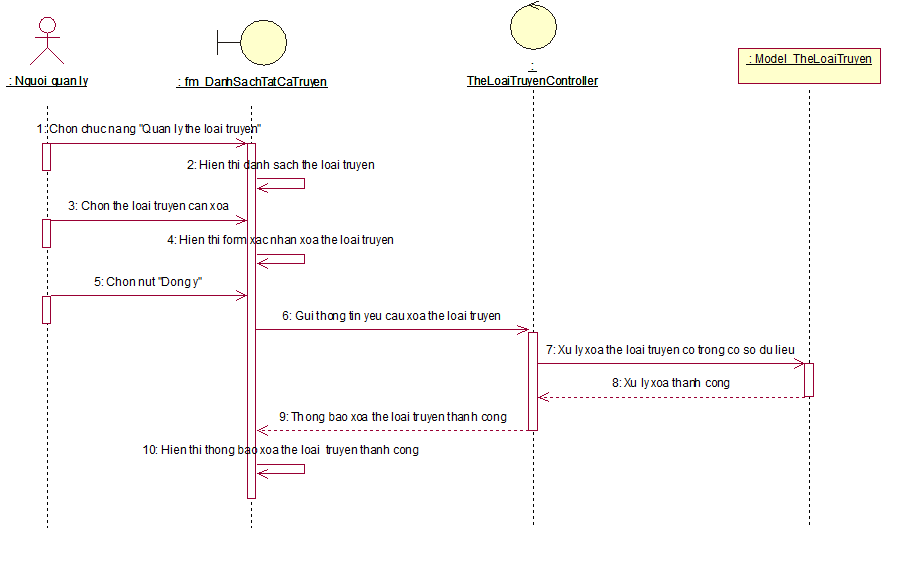 : Nguoi quan ly
: fm_DanhSachTatCaTruyen
:
TheLoaiTruyenController
: Model_TheLoaiTruyen
1: Chon chuc nang "Quan ly the loai truyen"
2: Hien thi danh sach the loai truyen
3: Chon the loai truyen can xoa
4: Hien thi form xac nhan xoa the loai truyen
5: Chon nut "Dong y"
6: Gui thong tin yeu cau xoa the loai truyen
7: Xu ly xoa the loai truyen co trong co so du lieu
8: Xu ly xoa thanh cong
9: Thong bao xoa the loai truyen thanh cong
10: Hien thi thong bao xoa the loai truyen thanh cong